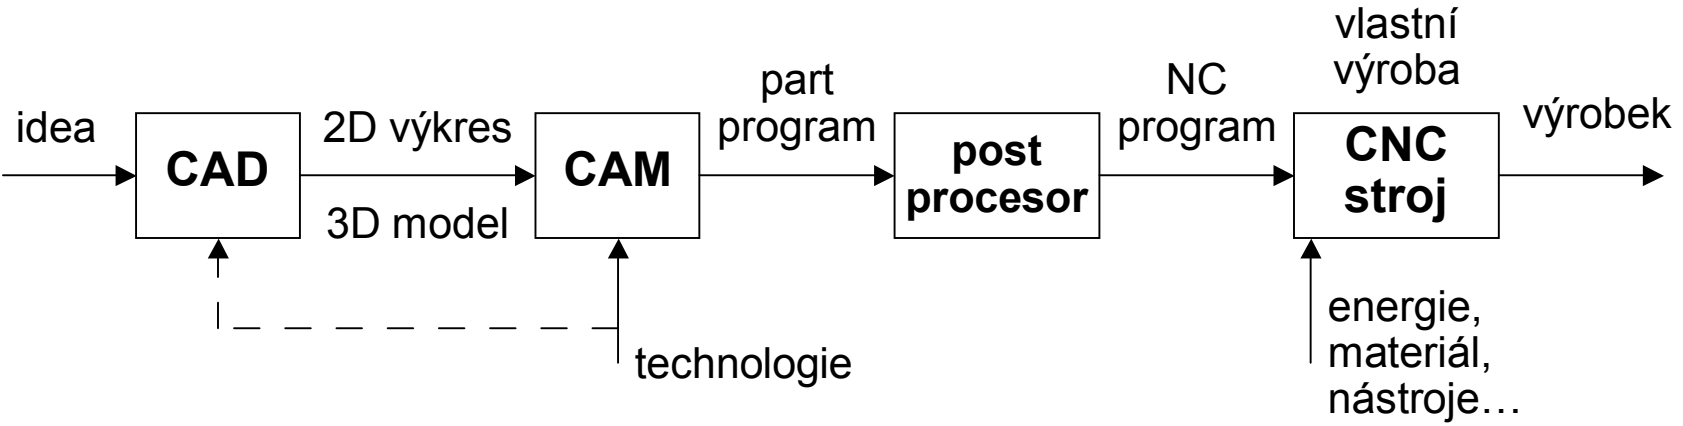 idea
CAD
2D výkres
3D model
CAM
part
program
post
procesor
NC
program
vlastní
výroba
CNC
stroj
výrobek
technologie
energie,
materiál,
nástroje…